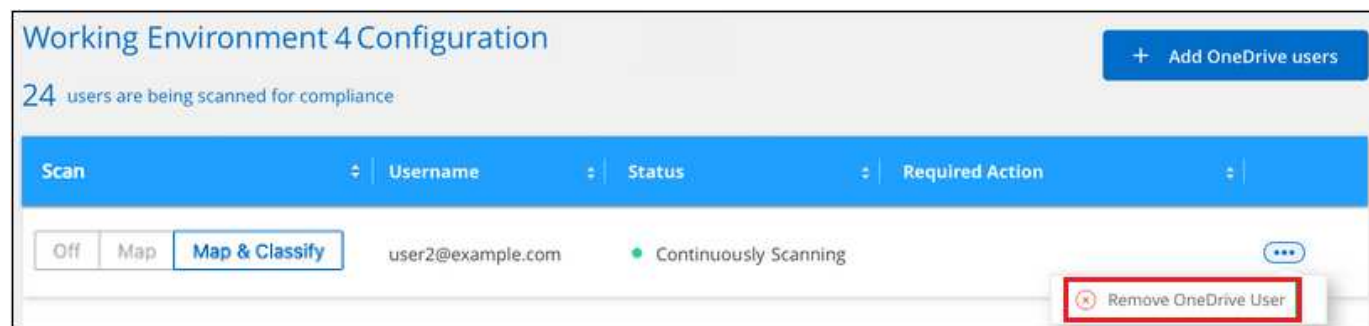 Working Environment 4 Configuration
+ Add OneDrive users
24 users are being scanned for compliance
Scan Username Status Required Action
Off Map Map & Classify user2@example.com Continuously Scanning
Remove OneDrive User